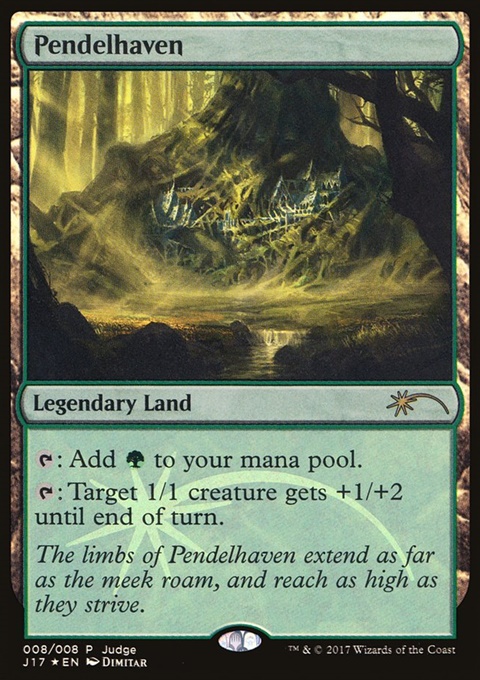 Pendelhaven
Legendary Land
: Add to your mana pool.
: Target 1/1 creature gets +1/+2
until end of turn.
The limbs of Pendelhaven extend as far
as the meek roam, and reach as high as
they strive.
008/008 P Judge
J17 ★ EN DIMITAR
™ & © 2017 Wizards of the Coast